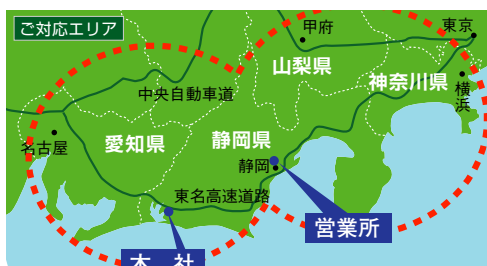 ご対応エリア
甲府
東京
山梨県
神奈川県
横浜
中央自動車道
愛知県
静岡県
名古屋
静岡
東名高速道路
営業所
本社